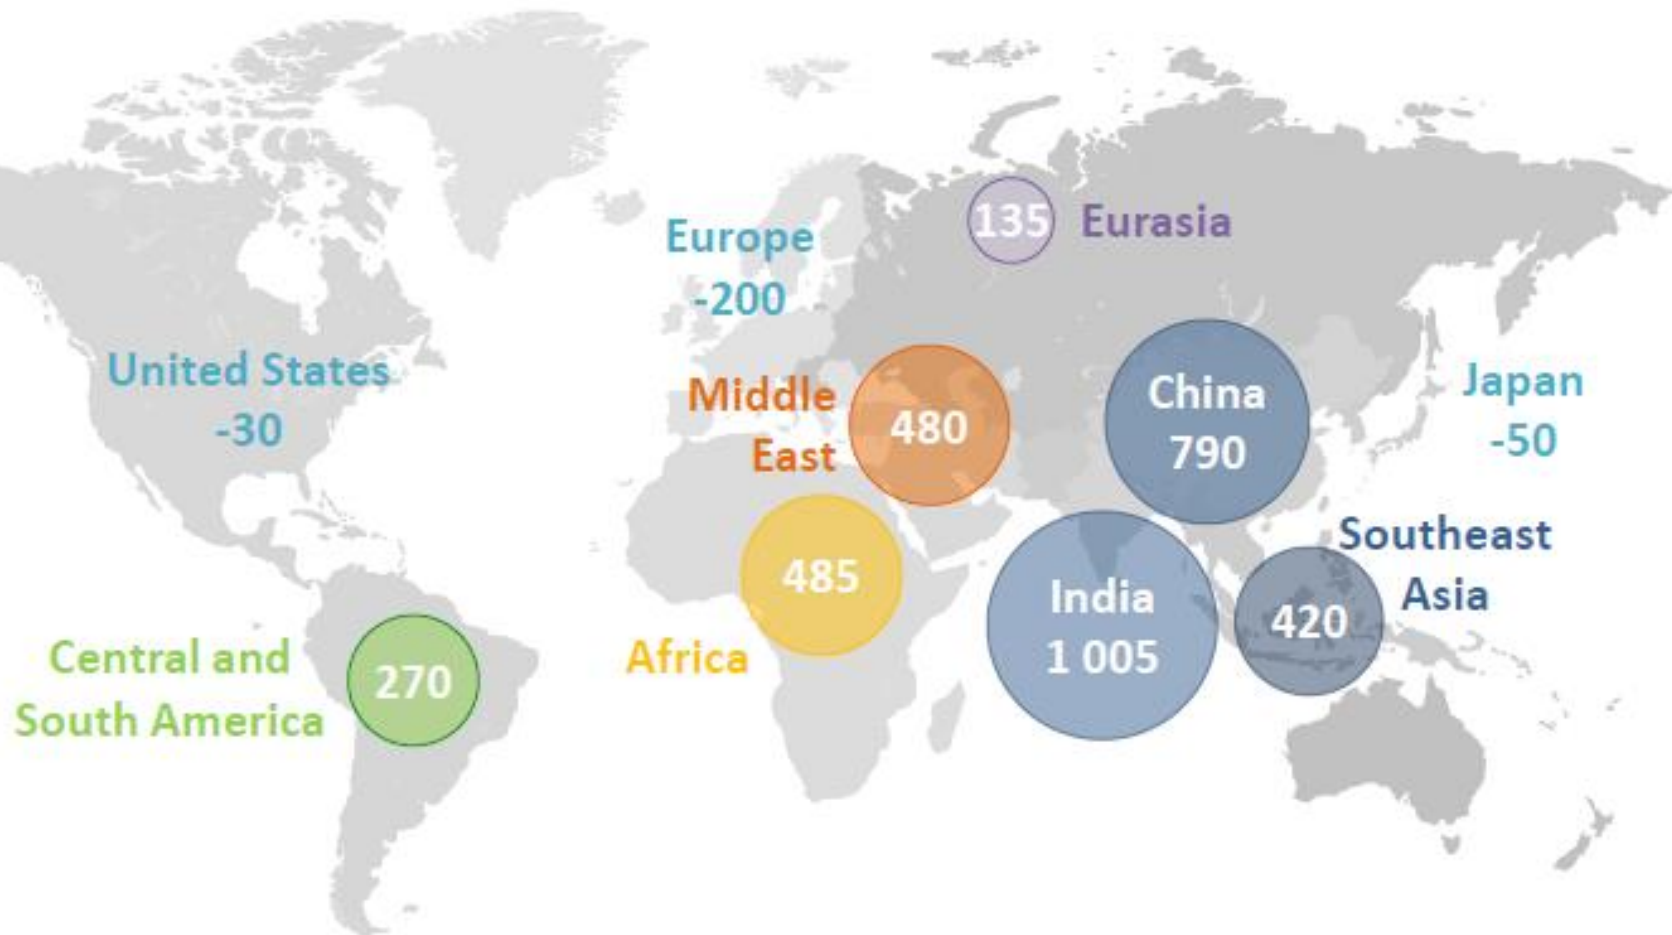 135
Eurasia
Europe
-200
United States
-30
Middle
East
480
China
790
Japan
-50
Southeast
Asia
420
485
Africa
India
1 005
Central and
South America
270